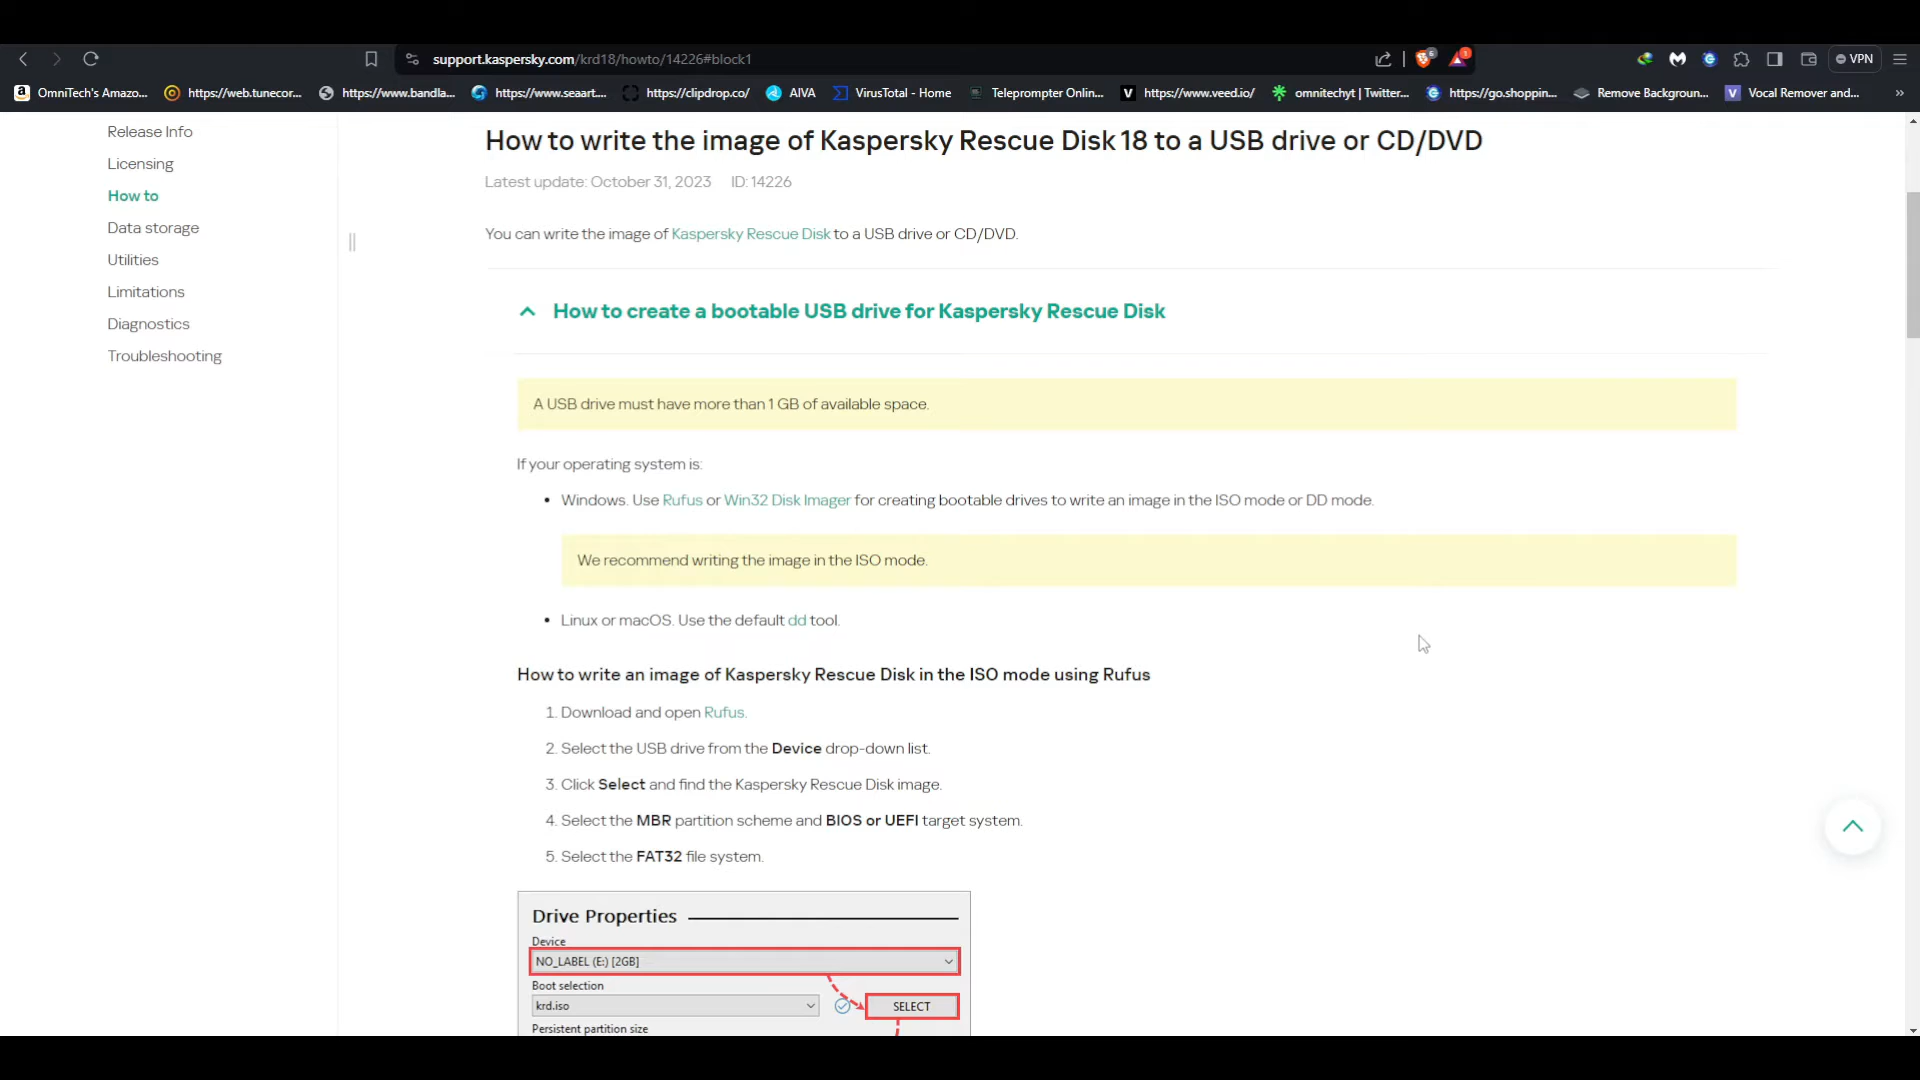 support.kaspersky.com/krd18/howto/14226#block1
6
1
VPN
OmniTech's Amazo...
https://web.tunecor...
https://www.bandla...
https://www.seaart....
https://clipdrop.co/
AIVA
VirusTotal - Home
Teleprompter Onlin...
https://www.veed.io/
omnitechyt | Twitter...
https://go.shoppin...
Remove Backgroun...
Vocal Remover and...
»
Release Info
Licensing
How to
Data storage
Utilities
Limitations
Diagnostics
Troubleshooting
How to write the image of Kaspersky Rescue Disk 18 to a USB drive or CD/DVD
Latest update: October 31, 2023 ID: 14226
You can write the image of Kaspersky Rescue Disk to a USB drive or CD/DVD.
How to create a bootable USB drive for Kaspersky Rescue Disk
A USB drive must have more than 1 GB of available space.
If your operating system is:
• Windows. Use Rufus or Win32 Disk Imager for creating bootable drives to write an image in the ISO mode or DD mode.
We recommend writing the image in the ISO mode.
• Linux or macOS. Use the default dd tool.
How to write an image of Kaspersky Rescue Disk in the ISO mode using Rufus
1. Download and open Rufus.
2. Select the USB drive from the Device drop-down list.
3. Click Select and find the Kaspersky Rescue Disk image.
4. Select the MBR partition scheme and BIOS or UEFI target system.
5. Select the FAT32 file system.
Drive Properties
Device
NO_LABEL (E:) [2GB]
Boot selection
krd.iso
SELECT
Persistent partition size